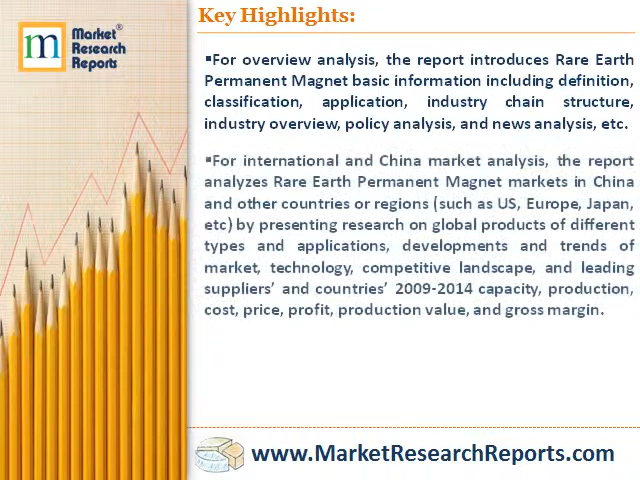 m
Market®
Research
Reports
Key Highlights:
▪For overview analysis, the report introduces Rare Earth
Permanent Magnet basic information including definition,
classification, application, industry chain structure,
industry overview, policy analysis, and news analysis, etc.
▪For international and China market analysis, the report
analyzes Rare Earth Permanent Magnet markets in China
and other countries or regions (such as US, Europe, Japan,
etc) by presenting research on global products of different
types and applications, developments and trends of
market, technology, competitive landscape, and leading
suppliers’ and countries’ 2009-2014 capacity, production,
cost, price, profit, production value, and gross margin.
www.MarketResearchReports.com